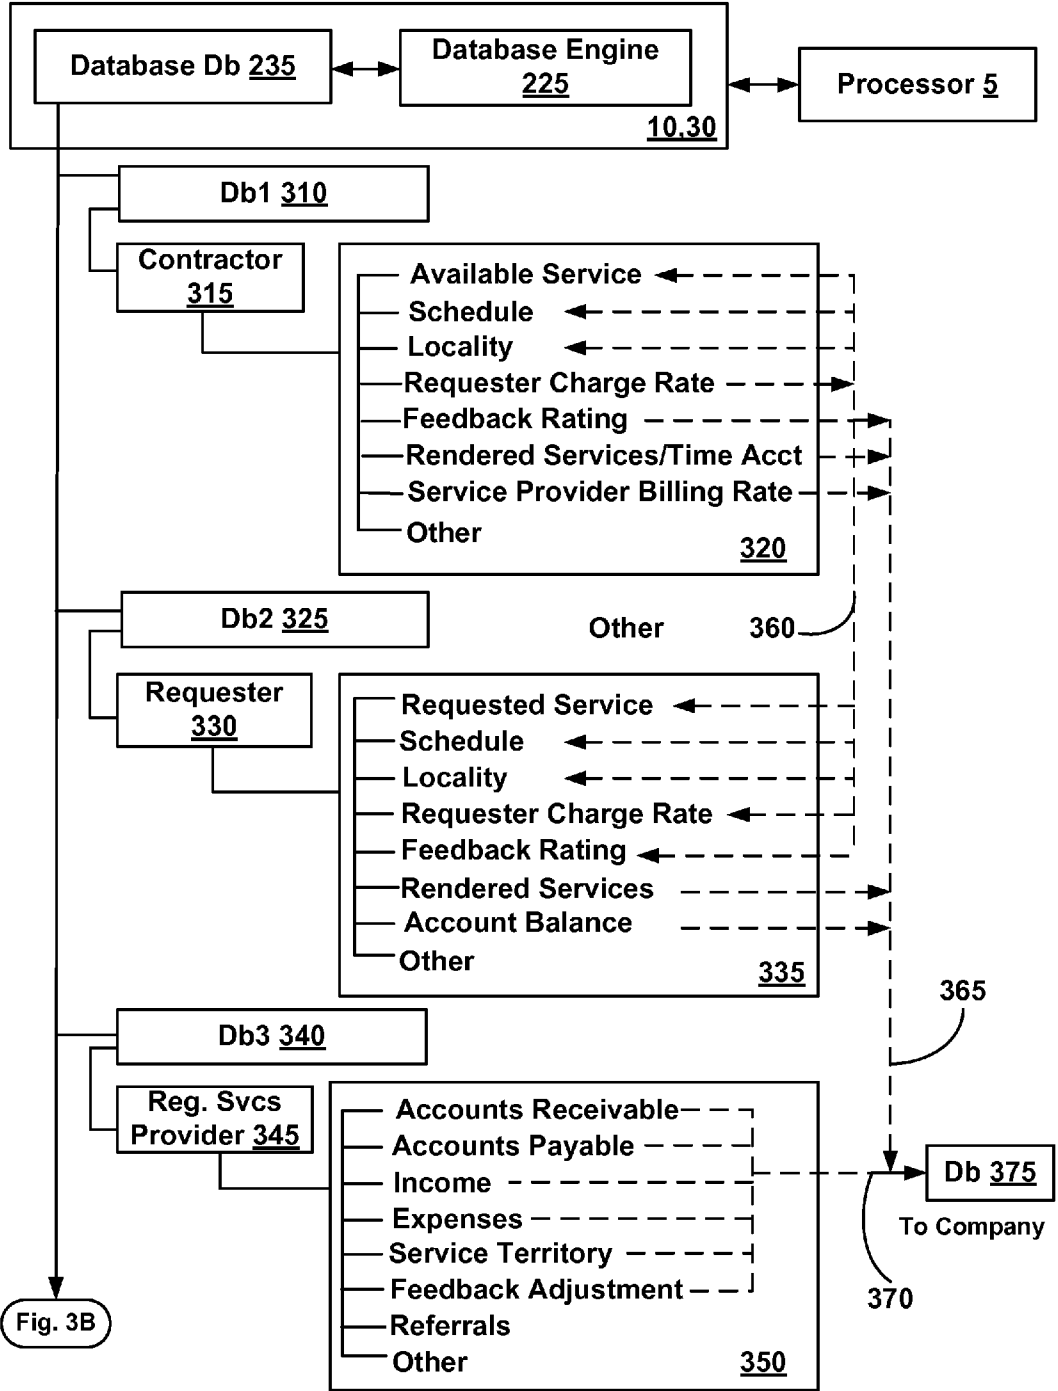 Database Db 235
Database Engine
225
Processor 5
10,30
Db1 310
Contractor
315
Available Service
Schedule
Locality
Requester Charge Rate
Feedback Rating
Rendered Services/Time Acct
Service Provider Billing Rate
Other
320
Db2 325
Other
360
Requester
330
Requested Service
Schedule
Locality
Requester Charge Rate
Feedback Rating
Rendered Services
Account Balance
Other
335
365
Db3 340
Reg. Svcs
Provider 345
Accounts Receivable
Accounts Payable
Income
Expenses
Service Territory
Feedback Adjustment
Referrals
Other
350
Db 375
To Company
370
Fig. 3B